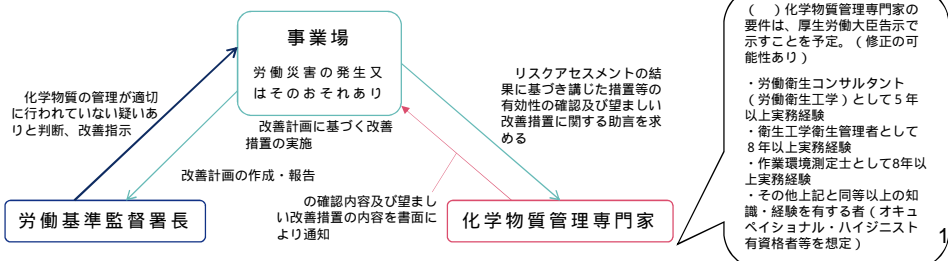 事業場
労働災害の発生又
はそのおそれあり
化学物質の管理が適切
に行われていない疑いあ
りと判断、改善指示
改善計画に基づく改善
措置の実施
改善計画の作成・報告
リスクアセスメントの結
果に基づき講じた措置等の
有効性の確認及び望ましい
改善措置に関する助言を求
める
の確認内容及び望まし
い改善措置の内容を書面
により通知
労働基準監督署長
化学物質管理専門家
( )化学物質管理専門家の
要件は、厚生労働大臣告示で
示すことを予定。(修正の可
能性あり)
・労働衛生コンサルタント
(労働衛生工学)として5年
以上実務経験
・衛生工学衛生管理者として
8年以上実務経験
・作業環境測定士として8年以
上実務経験
・その他上記と同等以上の知
識・経験を有する者(オキュ
ペイショナル・ハイジニスト
有資格者等を想定)